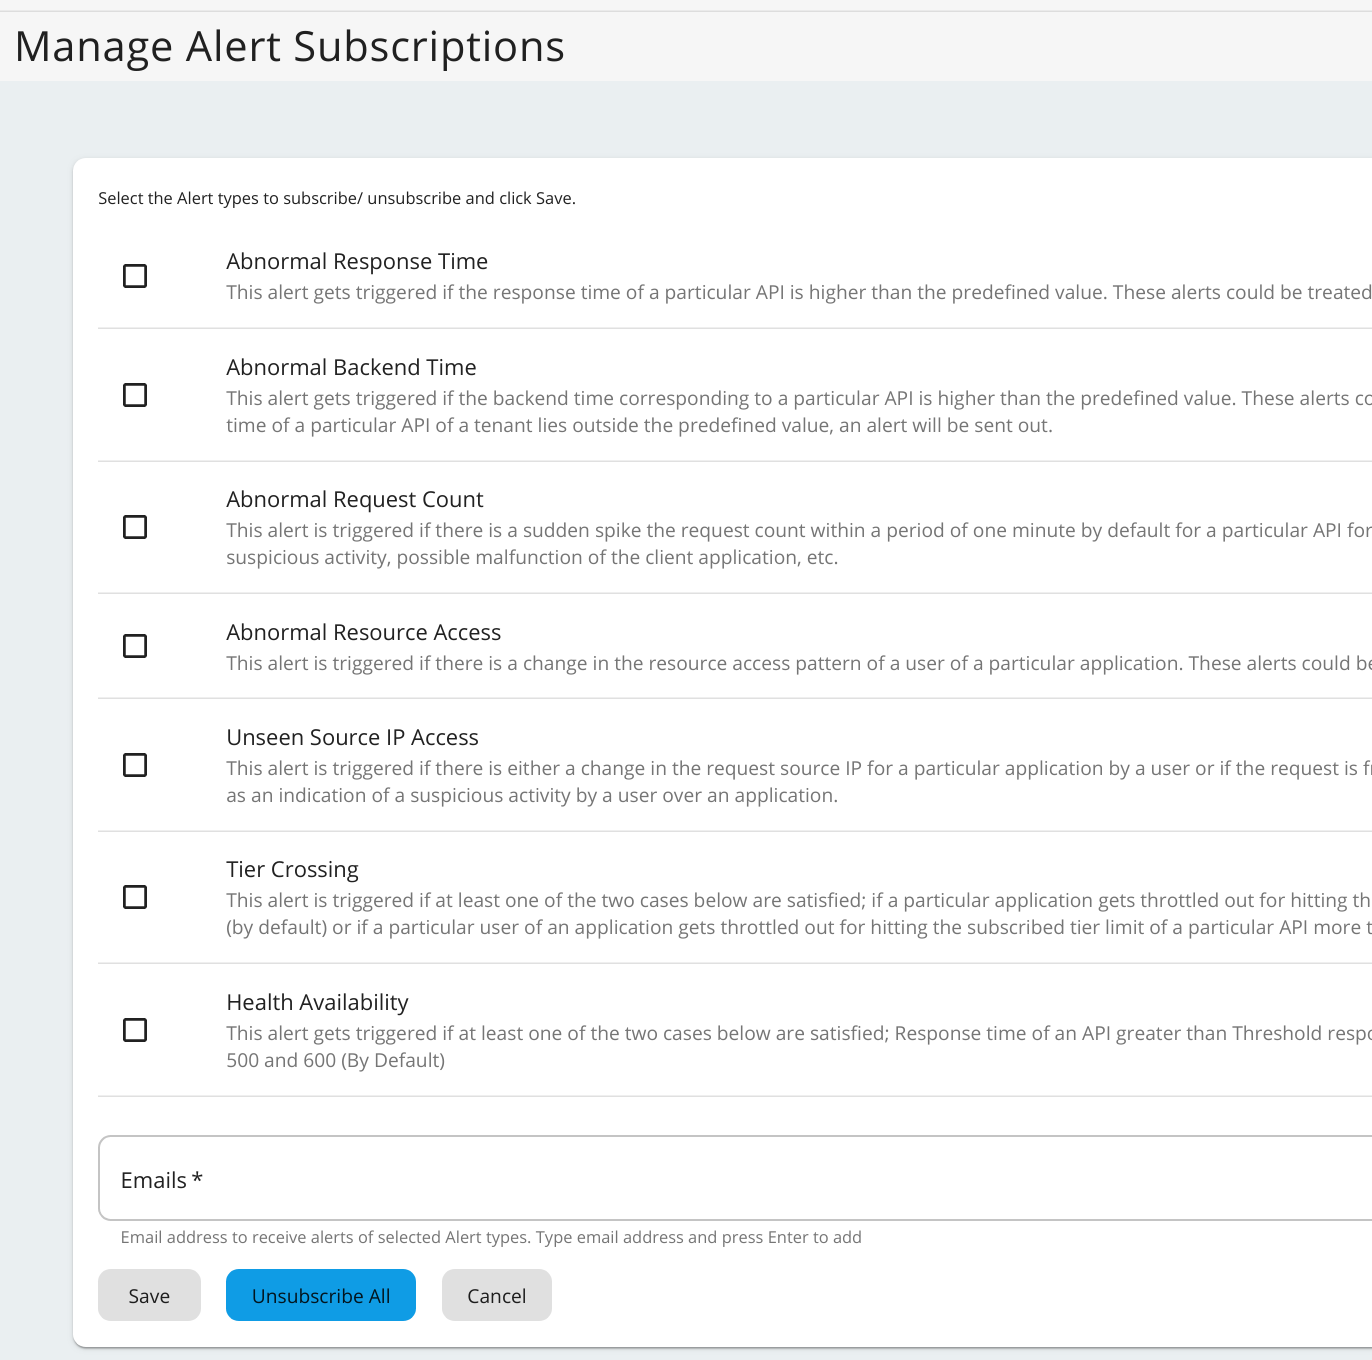 Manage Alert Subscriptions
Select the Alert types to subscribe/ unsubscribe and click Save.
Abnormal Response Time
This alert gets triggered if the response time of a particular API is higher than the predefined value. These alerts could be treated
Abnormal Backend Time
This alert gets triggered if the backend time corresponding to a particular API is higher than the predefined value. These alerts
time of a particular API of a tenant lies outside the predefined value, an alert will be sent out.
Abnormal Request Count
This alert is triggered if there is a sudden spike the request count within a period of one minute by default for a particular API for
suspicious activity, possible malfunction of the client application, etc.
Abnormal Resource Access
This alert is triggered if there is a change in the resource access pattern of a user of a particular application. These alerts could be
Unseen Source IP Access
This alert is triggered if there is either a change in the request source IP for a particular application by a user or if the request is
as an indication of a suspicious activity by a user over an application.
Tier Crossing
This alert is triggered if at least one of the two cases below are satisfied; if a particular application gets throttled out for hitting
(by default) or if a particular user of an application gets throttled out for hitting the subscribed tier limit of a particular API more
Health Availability
This alert gets triggered if at least one of the two cases below are satisfied; Response time of an API greater than Threshold
500 and 600 (By Default)
Emails *
Email address to receive alerts of selected Alert types. Type email address and press Enter to add
Save
Unsubscribe All
Cancel